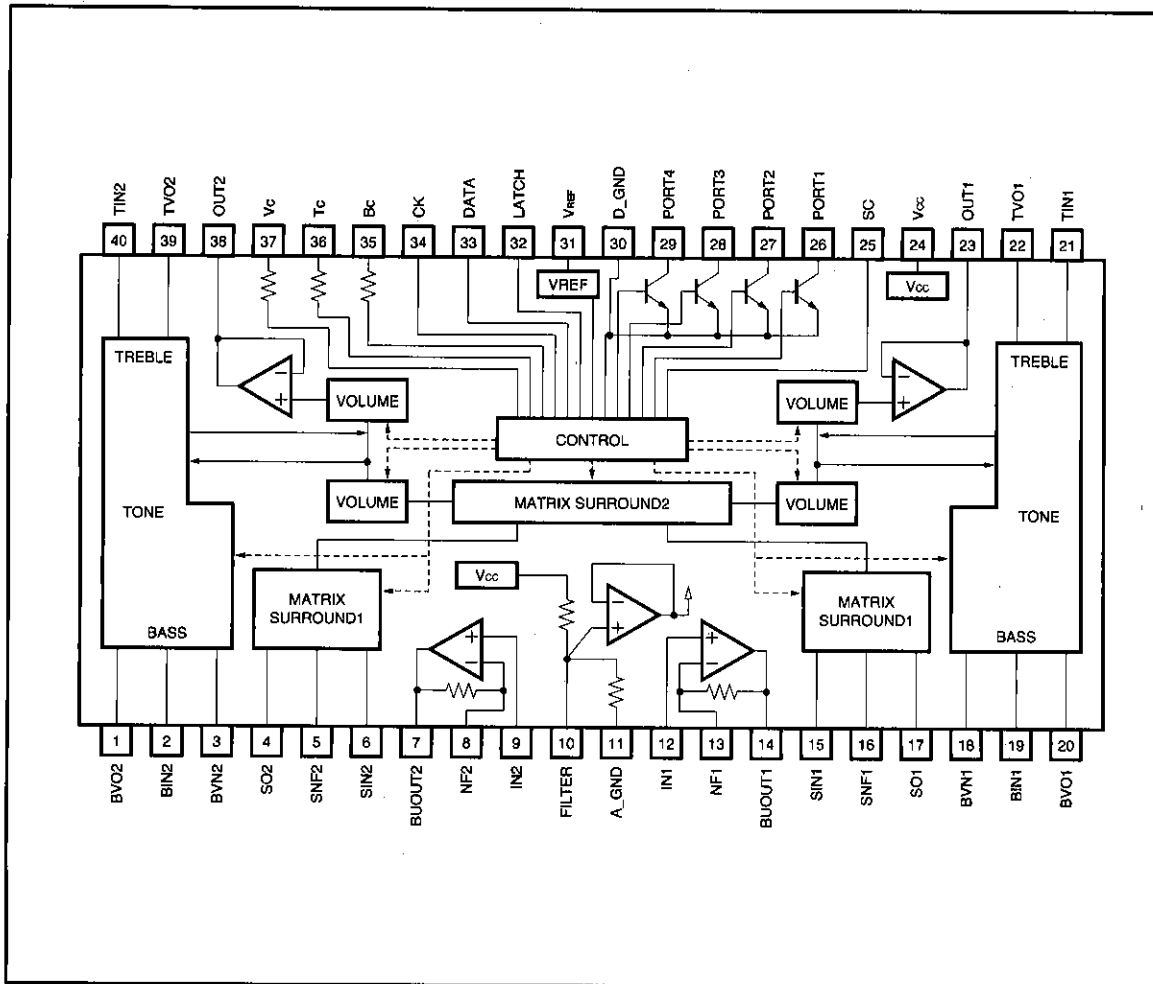 TIN2 TVO2 OUT2 Vc Tc Bc CK DATA LATCH VREF D_GND PORT4 PORT3 PORT2 PORT1 SC Vcc OUT1 TVO1 TIN1
40 39 38 37 36 35 34 33 32 31 30 29 28 27 26 25 24 23 22 21
VREF Vcc
TREBLE TREBLE
− −
+ VOLUME VOLUME +
CONTROL
VOLUME MATRIX SURROUND2 VOLUME
TONE TONE
Vcc
MATRIX MATRIX
SURROUND1 SURROUND1
− +
+ + −
−
BASS BASS
1 2 3 4 5 6 7 8 9 10 11 12 13 14 15 16 17 18 19 20
BVO2 BIN2 BVN2 SO2 SNF2 SIN2 BUOUT2 NF2 IN2 FILTER A_GND IN1 NF1 BUOUT1 SIN1 SNF1 SO1 BVN1 BIN1 BVO1